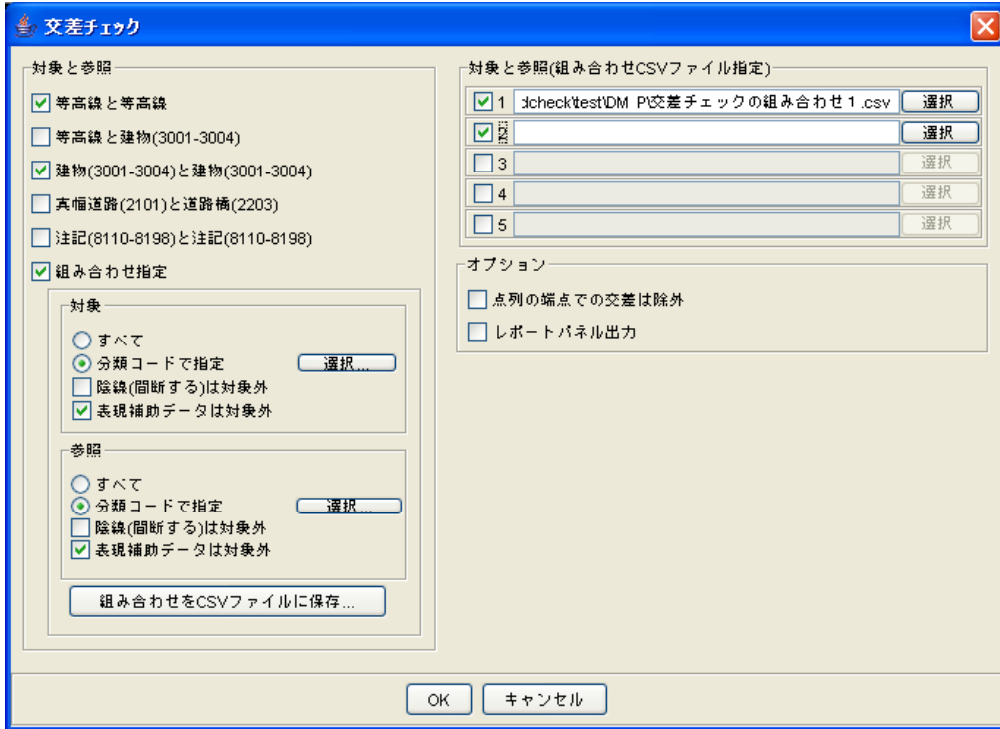 交差チェック
対象と参照
等高線と等高線
等高線と建物(3001-3004)
建物(3001-3004)と建物(3001-3004)
真幅道路(2101)と道路橋(2203)
注記(8110-8198)と注記(8110-8198)
組み合わせ指定
対象
すべて
分類コードで指定 選択...
陰線(間断する)は対象外
表現補助データは対象外
参照
すべて
分類コードで指定 選択...
陰線(間断する)は対象外
表現補助データは対象外
組み合わせをCSVファイルに保存...
対象と参照(組み合わせCSVファイル指定)
1 dcheck\test\DM_P\交差チェックの組み合わせ1.csv 選択
2 選択
3 選択
4 選択
5 選択
オプション
点列の端点での交差は除外
レポートパネル出力
OK キャンセル